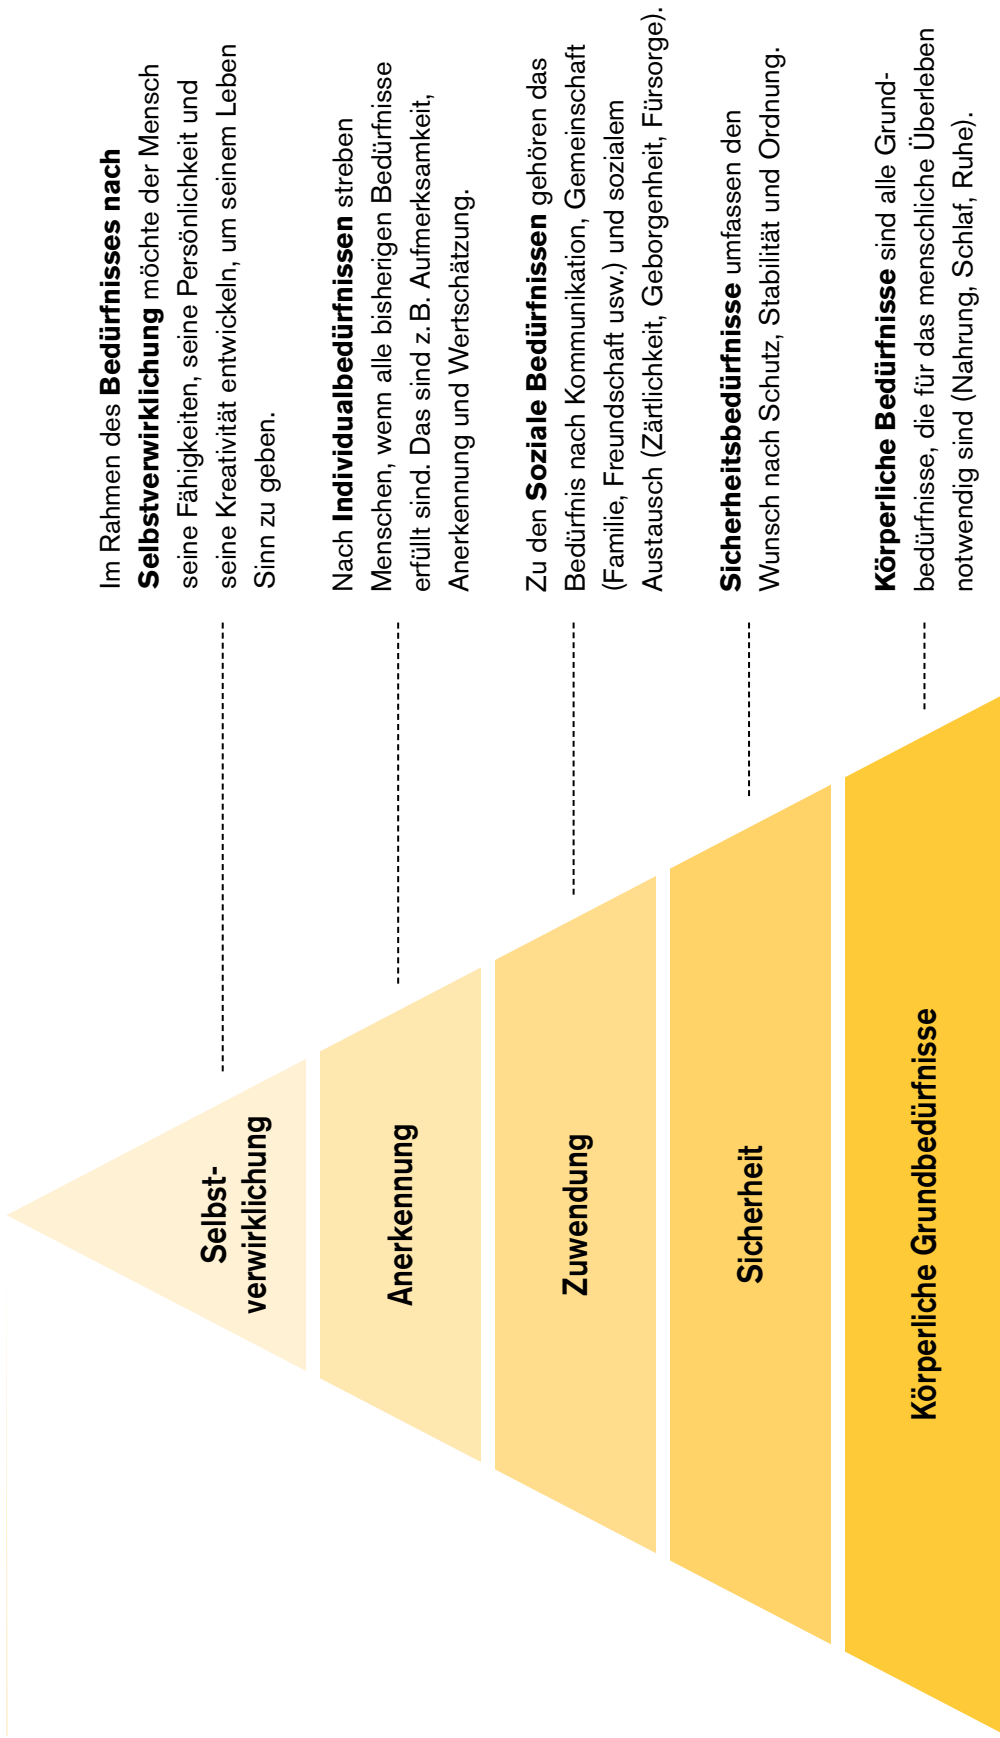 Selbst-
verwirklichung
Im Rahmen des Bedürfnisses nach
Selbstverwirklichung möchte der Mensch
seine Fähigkeiten, seine Persönlichkeit und
seine Kreativität entwickeln, um seinem Leben
Sinn zu geben.
Anerkennung
Nach Individualbedürfnissen streben
Menschen, wenn alle bisherigen Bedürfnisse
erfüllt sind. Das sind z. B. Aufmerksamkeit,
Anerkennung und Wertschätzung.
Zuwendung
Zu den Soziale Bedürfnissen gehören das
Bedürfnis nach Kommunikation, Gemeinschaft
(Familie, Freundschaft usw.) und sozialem
Austausch (Zärtlichkeit, Geborgenheit, Fürsorge).
Sicherheit
Sicherheitsbedürfnisse umfassen den
Wunsch nach Schutz, Stabilität und Ordnung.
Körperliche Grundbedürfnisse
Körperliche Bedürfnisse sind alle Grund-
bedürfnisse, die für das menschliche Überleben
notwendig sind (Nahrung, Schlaf, Ruhe).